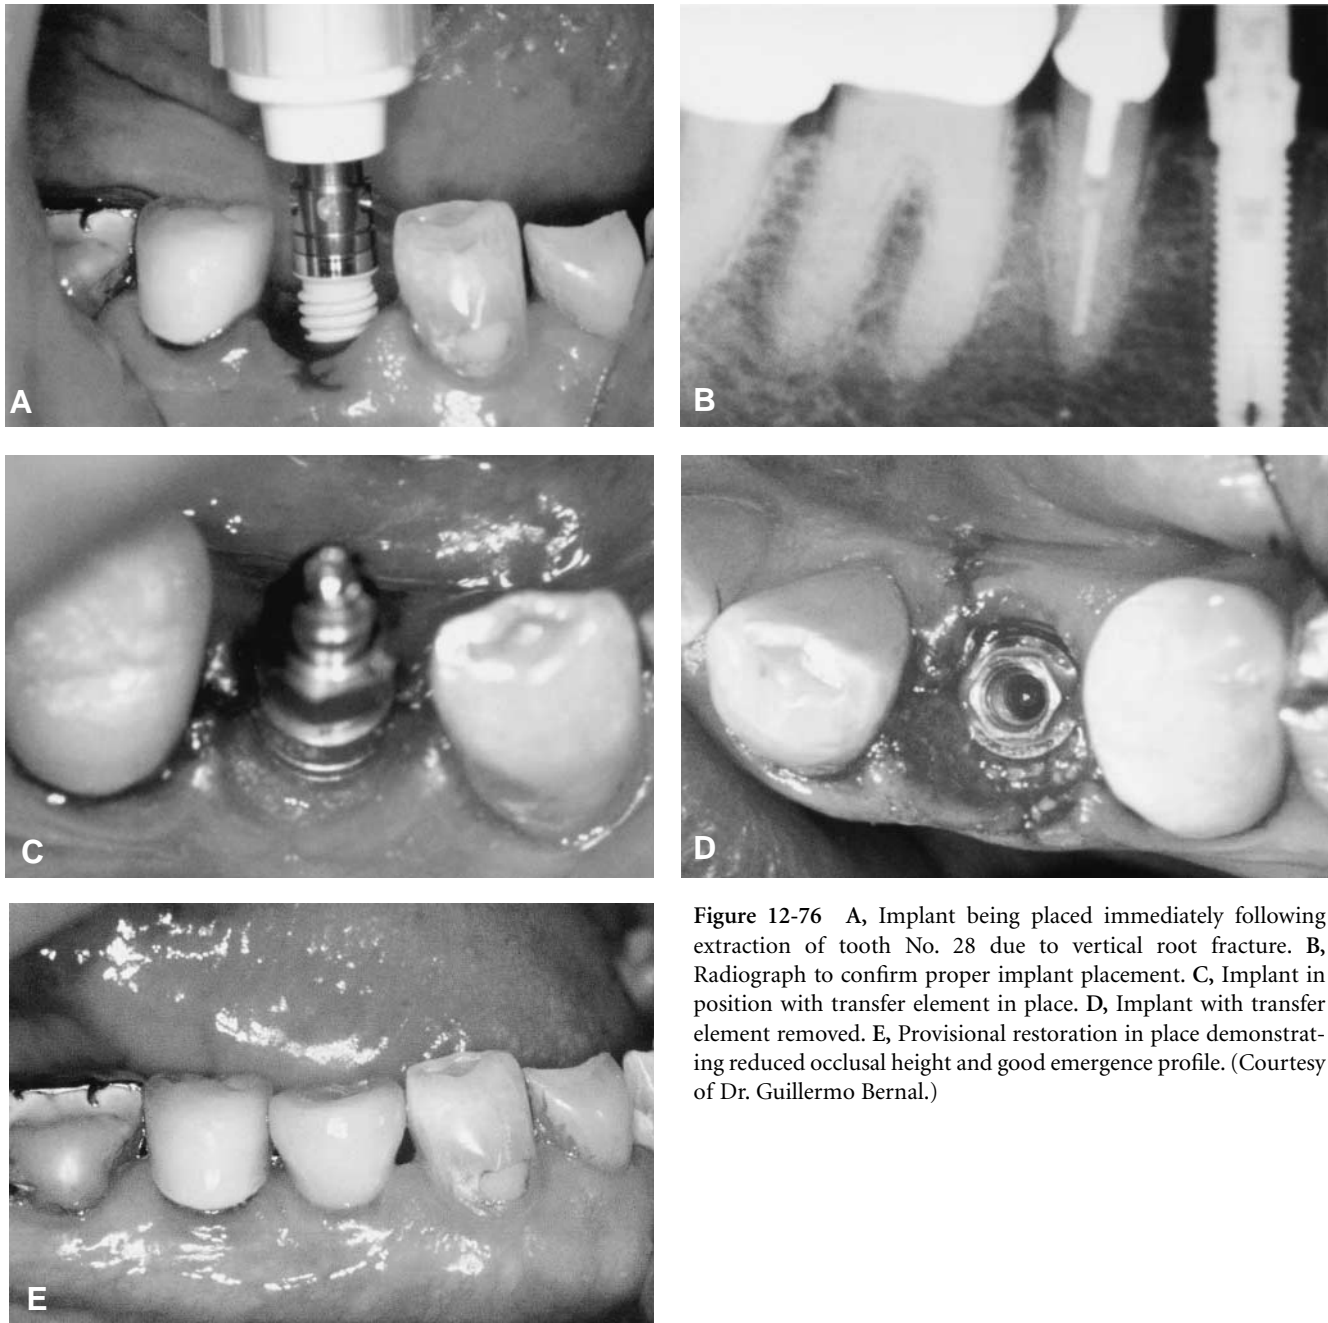 A
B
C
D
E
Figure 12-76 A, Implant being placed immediately following
extraction of tooth No. 28 due to vertical root fracture. B,
Radiograph to confirm proper implant placement. C, Implant in
position with transfer element in place. D, Implant with transfer
element removed. E, Provisional restoration in place demonstrat-
ing reduced occlusal height and good emergence profile. (Courtesy
of Dr. Guillermo Bernal.)